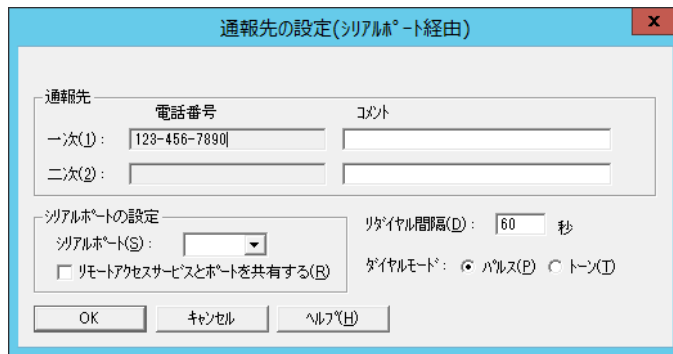 通報先の設定(ｼﾘｱﾙﾎﾟｰﾄ経由)
x
通報先
電話番号 ｺﾒﾝﾄ
一次(1)： 123-456-7890
二次(2)：
ｼﾘｱﾙﾎﾟｰﾄの設定
ｼﾘｱﾙﾎﾟｰﾄ(S)：
ﾘﾓｰﾄｱｸｾｽｻｰﾋﾞｽとﾎﾟｰﾄを共有する(R)
ﾘﾀﾞｲﾔﾙ間隔(D)： 60 秒
ﾀﾞｲﾔﾙﾓｰﾄﾞ： ﾊﾟﾙｽ(P) ﾄｰﾝ(T)
OK ｷｬﾝｾﾙ ﾍﾙﾌﾟ(H)